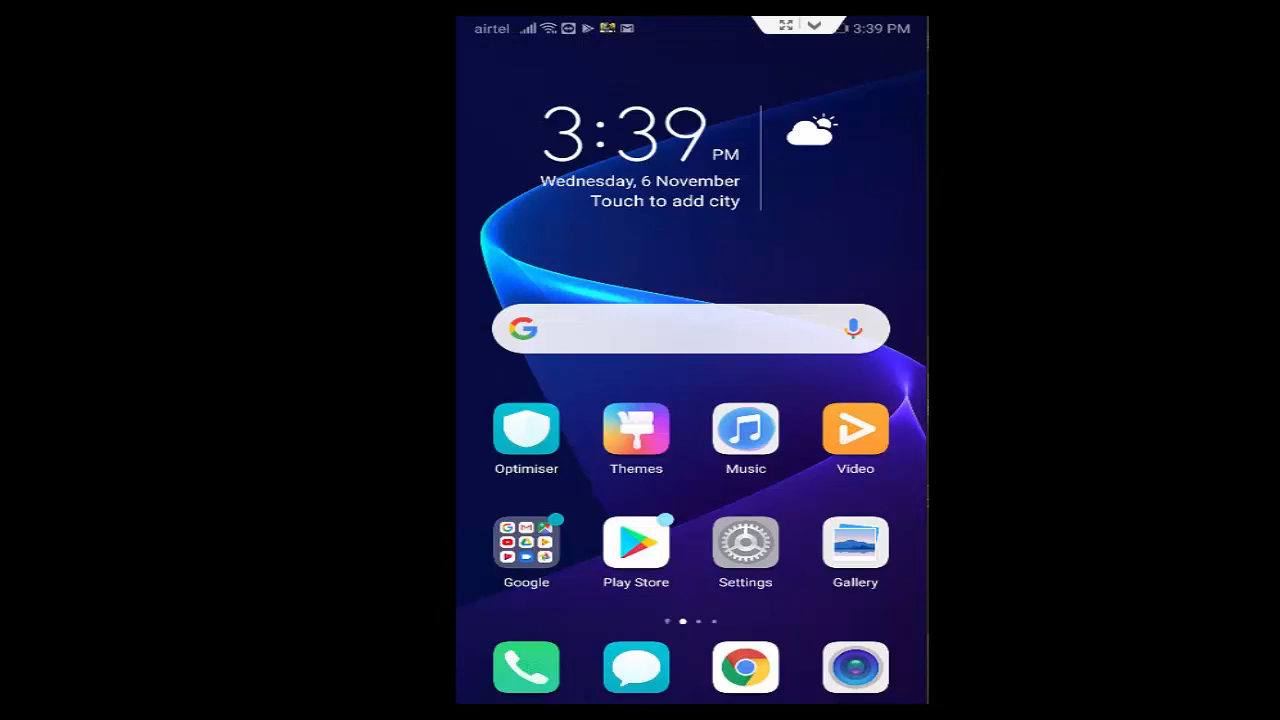 airtel 3:39 PM
3:39 PM
Wednesday, 6 November
Touch to add city
Optimiser Themes Music Video
Google Play Store Settings Gallery